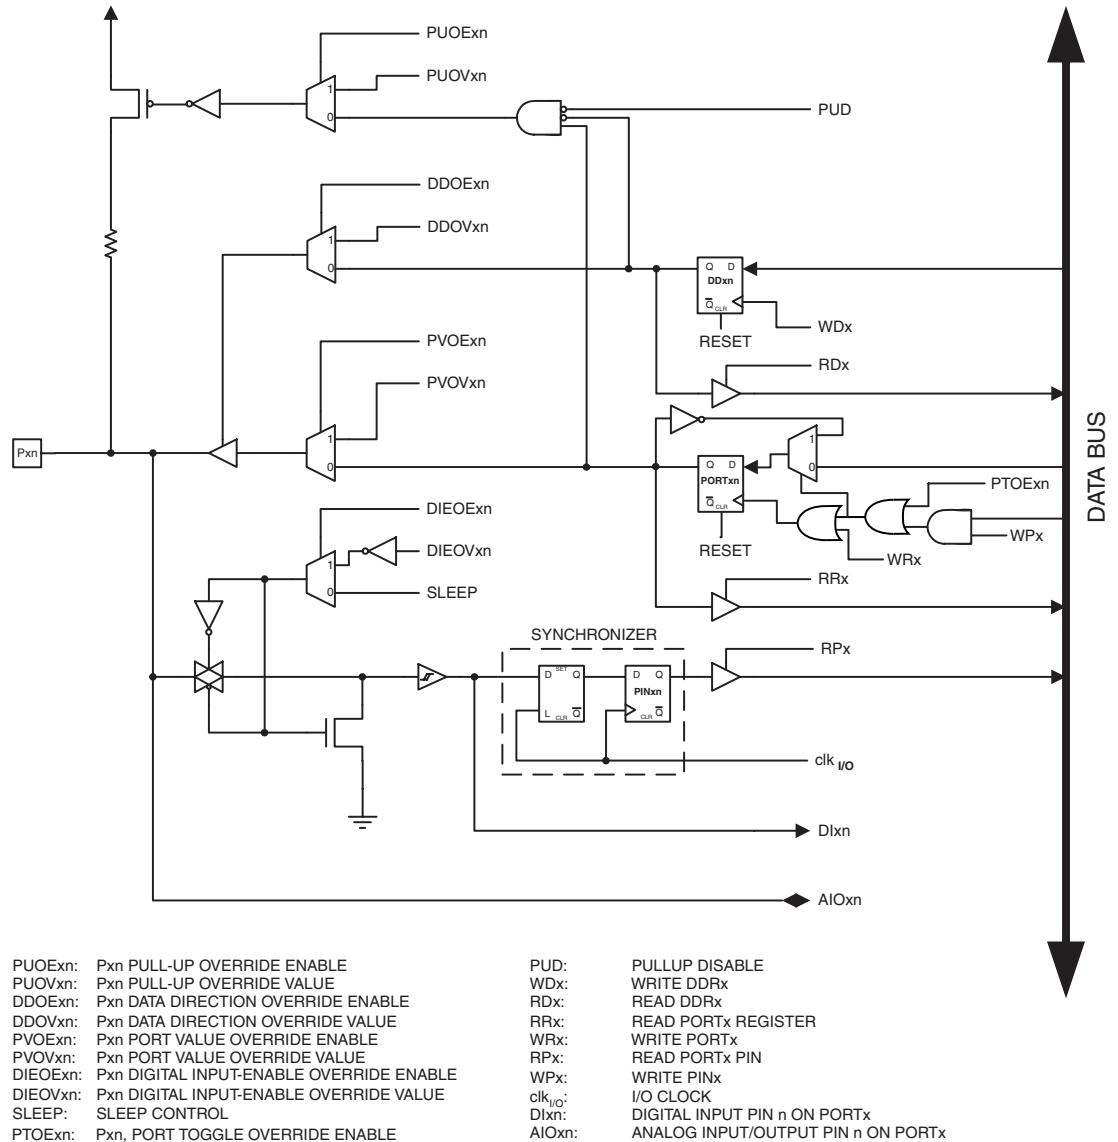 PUOExn
PUOVxn
1
0
PUD
DDOExn
DDOVxn
1
0
Q D
DDxn
Q CLR
WDx
RESET
PVOExn
RDx
PVOVxn
DATA BUS
1
0
Pxn
1
0
Q D
PORTxn
Q CLR
PTOExn
DIEOExn
RESET
WRx
WPx
DIEOVxn
1
0
SLEEP
RRx
SYNCHRONIZER
RPx
D SET Q
L CLR Q
D Q
PINxn
CLR Q
clk I/O
DIxn
AIOxn
PUOExn: Pxn PULL-UP OVERRIDE ENABLE
PUOVxn: Pxn PULL-UP OVERRIDE VALUE
DDOExn: Pxn DATA DIRECTION OVERRIDE ENABLE
DDOVxn: Pxn DATA DIRECTION OVERRIDE VALUE
PVOExn: Pxn PORT VALUE OVERRIDE ENABLE
PVOVxn: Pxn PORT VALUE OVERRIDE VALUE
DIEOExn: Pxn DIGITAL INPUT-ENABLE OVERRIDE ENABLE
DIEOVxn: Pxn DIGITAL INPUT-ENABLE OVERRIDE VALUE
SLEEP: SLEEP CONTROL
PTOExn: Pxn, PORT TOGGLE OVERRIDE ENABLE
PUD: PULLUP DISABLE
WDx: WRITE DDRx
RDx: READ DDRx
RRx: READ PORTx REGISTER
WRx: WRITE PORTx
RPx: READ PORTx PIN
WPx: WRITE PINx
clkI/O: I/O CLOCK
DIxn: DIGITAL INPUT PIN n ON PORTx
AIOxn: ANALOG INPUT/OUTPUT PIN n ON PORTx